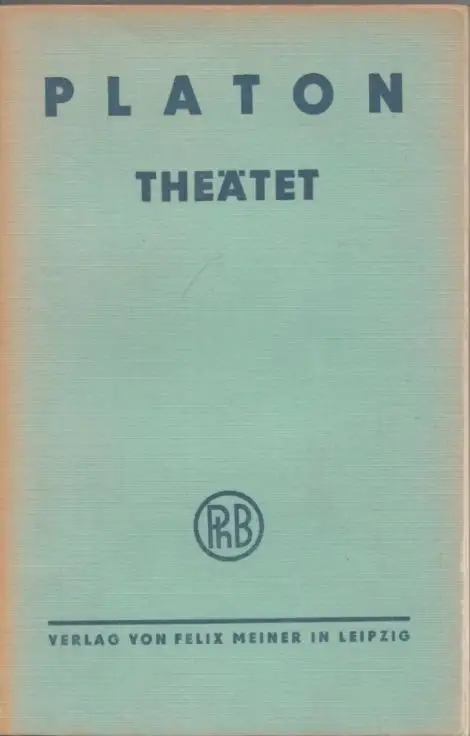 PLATON
THEÄTET
PhB
VERLAG VON FELIX MEINER IN LEIPZIG